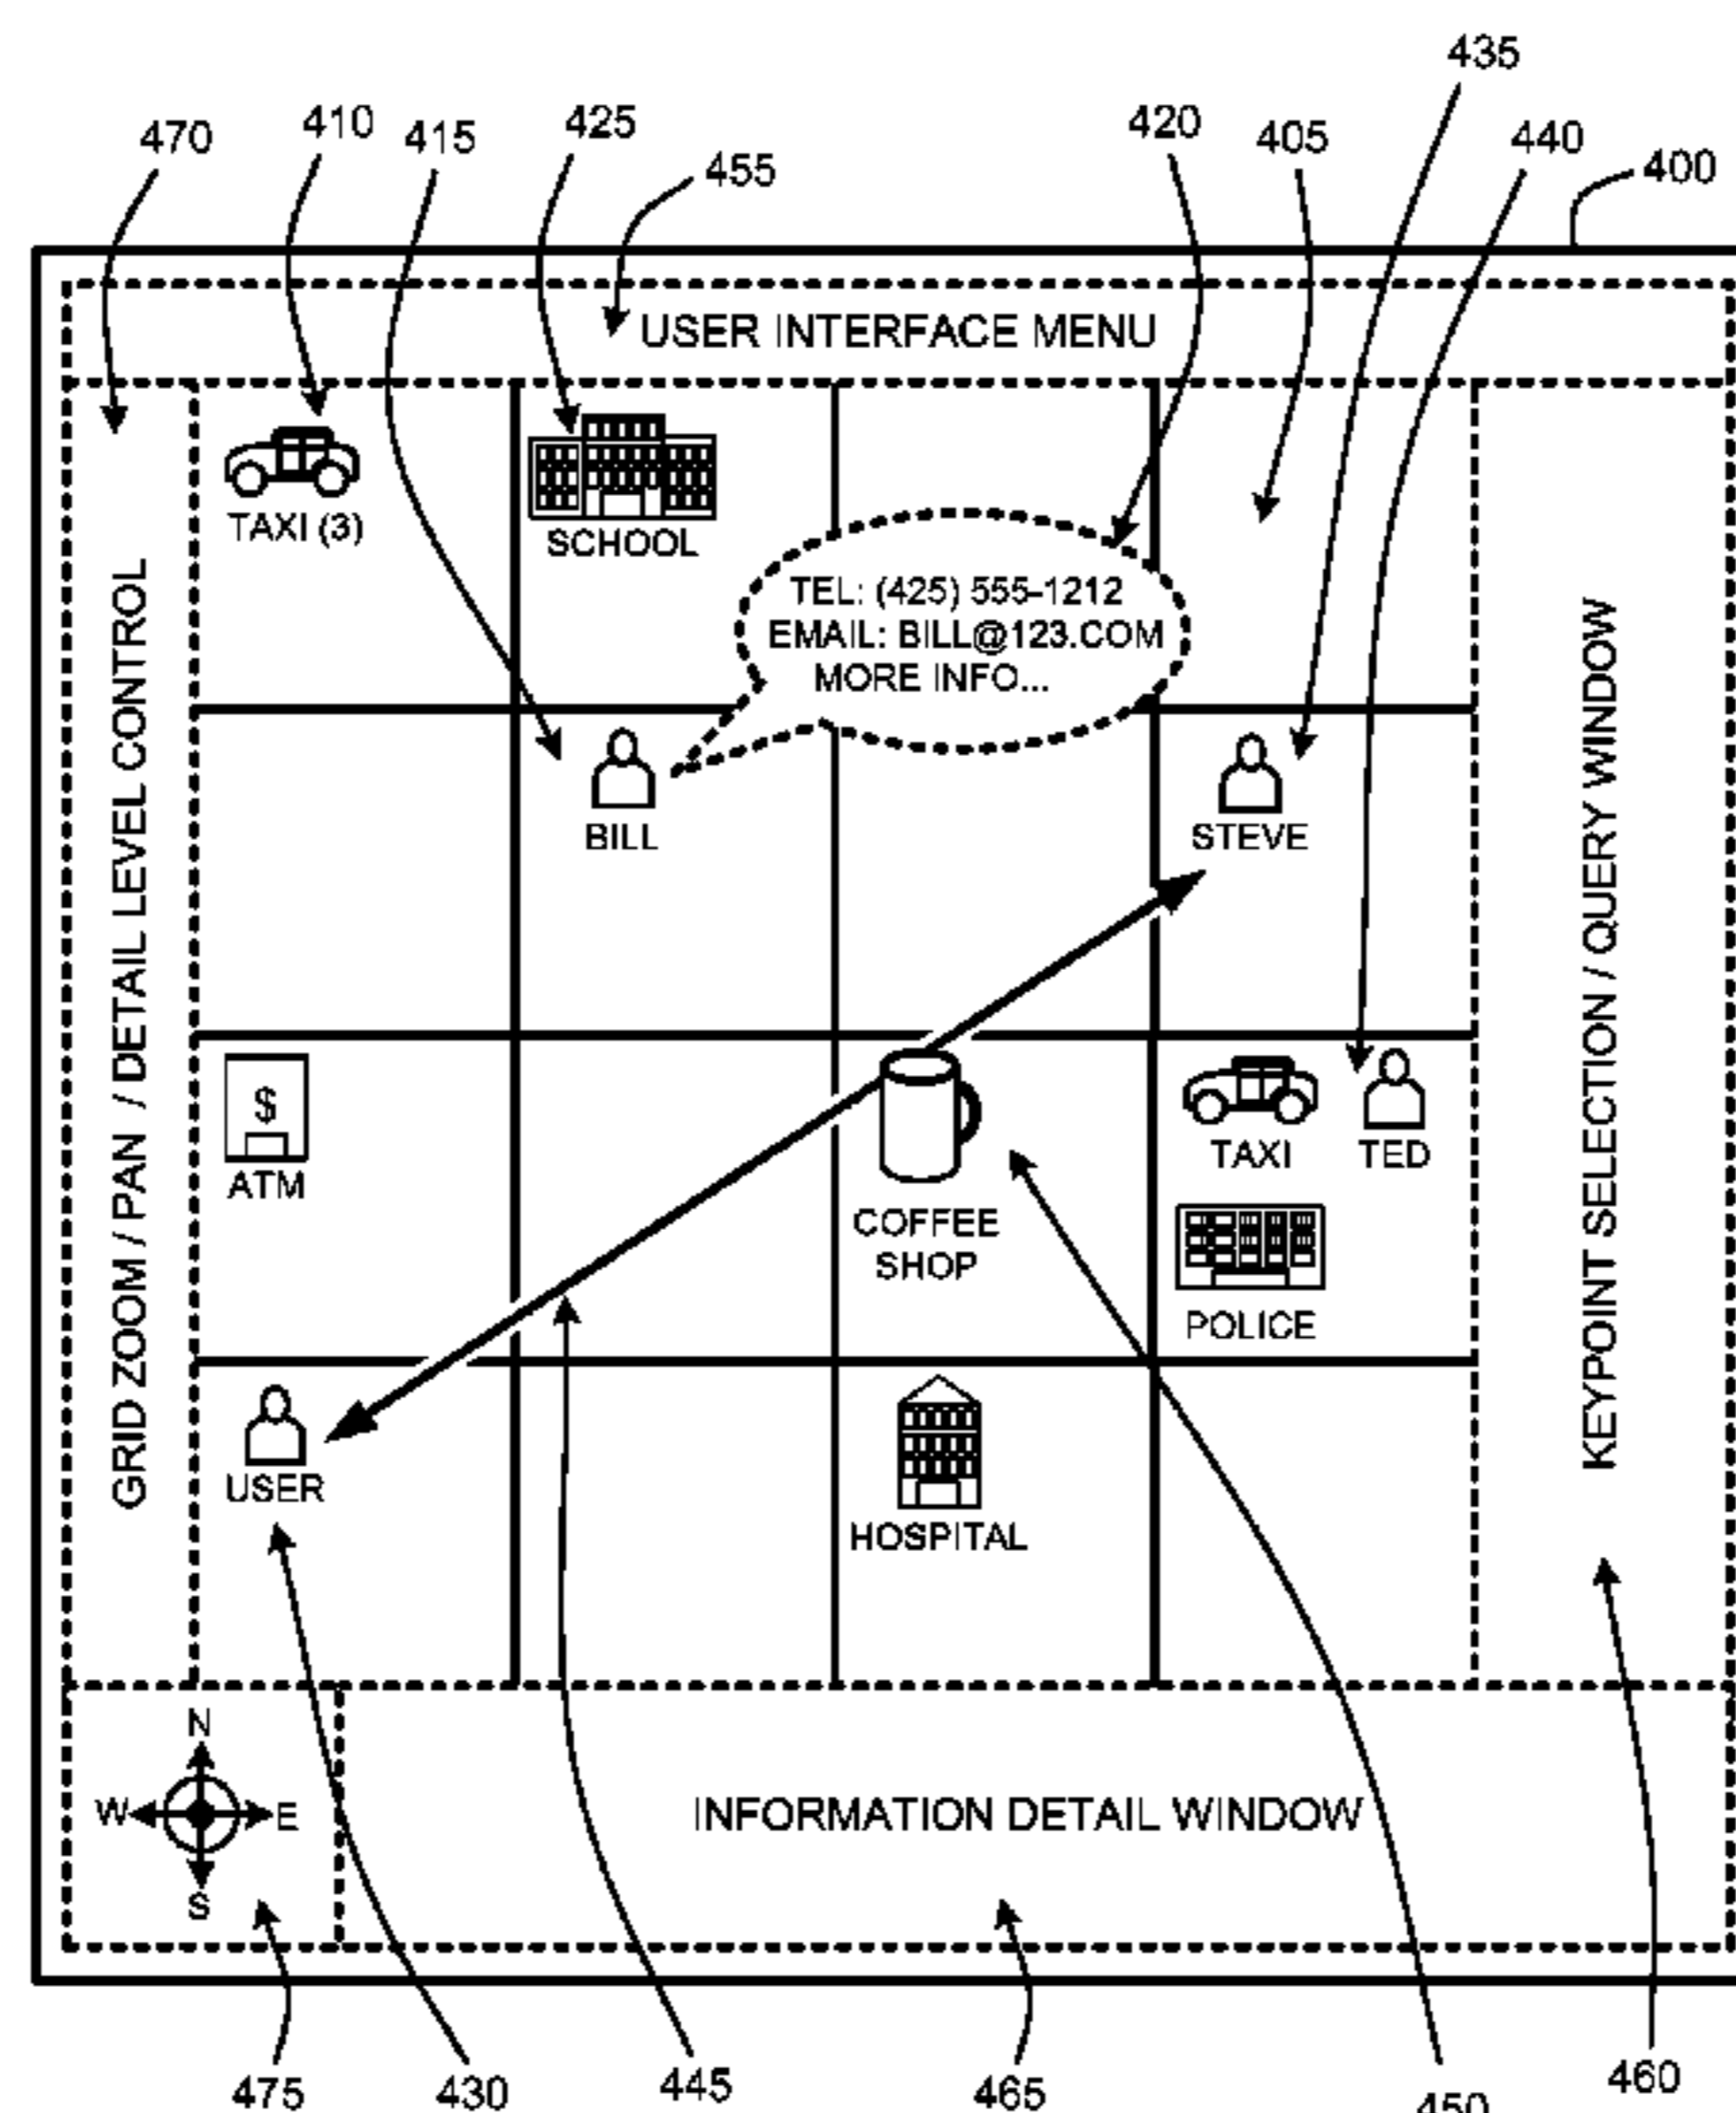 435
470
410
415
425
455
420
405
440
400
USER INTERFACE MENU
TAXI (3)
SCHOOL
TEL: (425) 555-1212
EMAIL: BILL@123.COM
MORE INFO...
GRID ZOOM / PAN / DETAIL LEVEL CONTROL
KEYPOINT SELECTION / QUERY WINDOW
BILL
STEVE
$
ATM
COFFEE
SHOP
TAXI
TED
POLICE
USER
HOSPITAL
N
W
E
S
INFORMATION DETAIL WINDOW
475
430
445
465
450
460